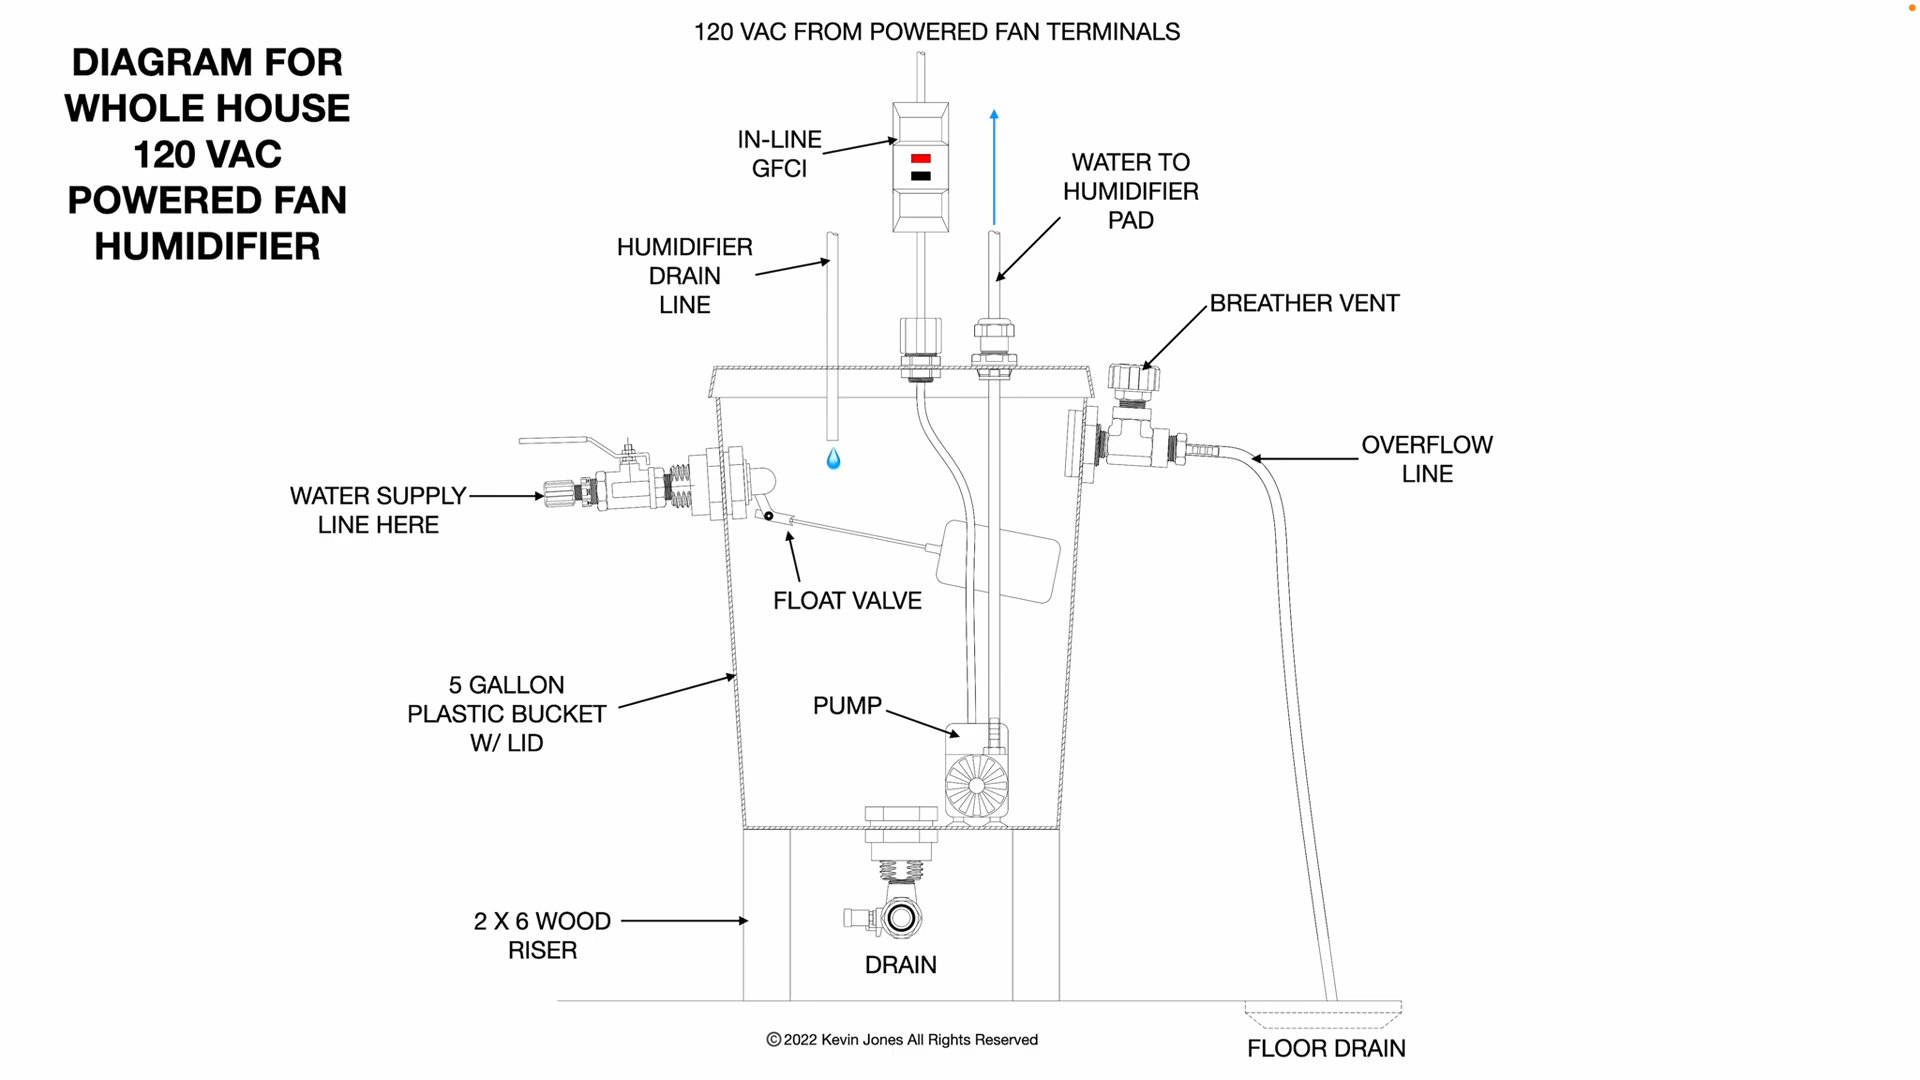 DIAGRAM FOR
WHOLE HOUSE
120 VAC
POWERED FAN
HUMIDIFIER
120 VAC FROM POWERED FAN TERMINALS
IN-LINE
GFCI
WATER TO
HUMIDIFIER
PAD
HUMIDIFIER
DRAIN
LINE
BREATHER VENT
OVERFLOW
LINE
WATER SUPPLY
LINE HERE
FLOAT VALVE
5 GALLON
PLASTIC BUCKET
W/ LID
PUMP
2 X 6 WOOD
RISER
DRAIN
©2022 Kevin Jones All Rights Reserved
FLOOR DRAIN